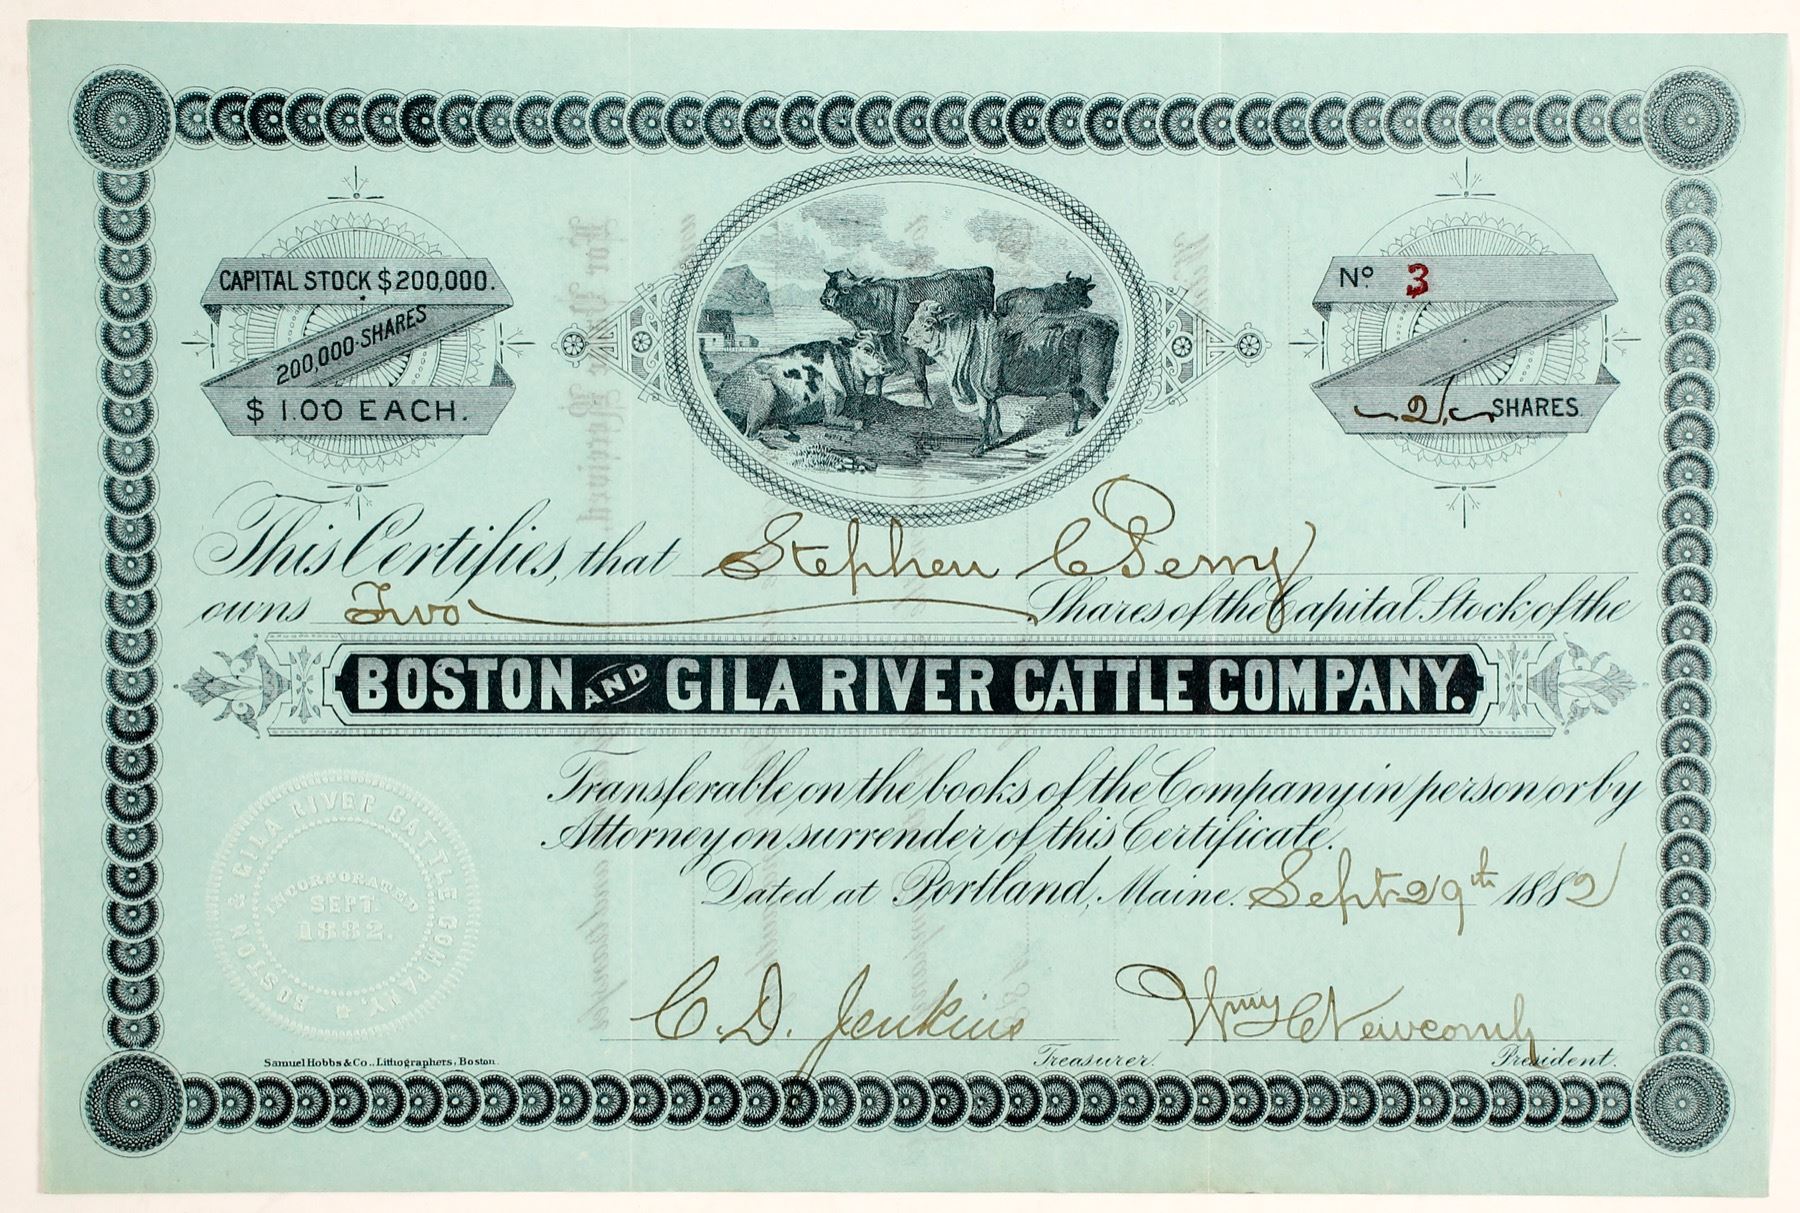 CAPITAL STOCK $200,000.
200,000 SHARES
$1.00 EACH.
No. 3
2 SHARES
This Certifies, that Stephen C Perry
owns Two Shares of the Capital Stock of the
BOSTON AND GILA RIVER CATTLE COMPANY.
Transferable on the books of the Company in person or by
Attorney on surrender of this Certificate.
Dated at Portland, Maine. Sept 29th 1882
BOSTON & GILA RIVER CATTLE COMPANY.
INCORPORATED
SEPT.
1882.
C. D. Jenkins
Treasurer.
Wm H Newcomb
President.
Samuel Hobbs & Co., Lithographers, Boston.